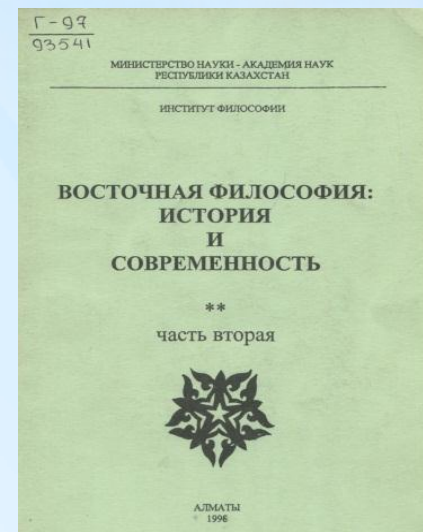 Г-97
93541
МИНИСТЕРСТВО НАУКИ - АКАДЕМИЯ НАУК
РЕСПУБЛИКИ КАЗАХСТАН
ИНСТИТУТ ФИЛОСОФИИ
ВОСТОЧНАЯ ФИЛОСОФИЯ:
ИСТОРИЯ
И
СОВРЕМЕННОСТЬ
**
часть вторая
АЛМАТЫ
1996